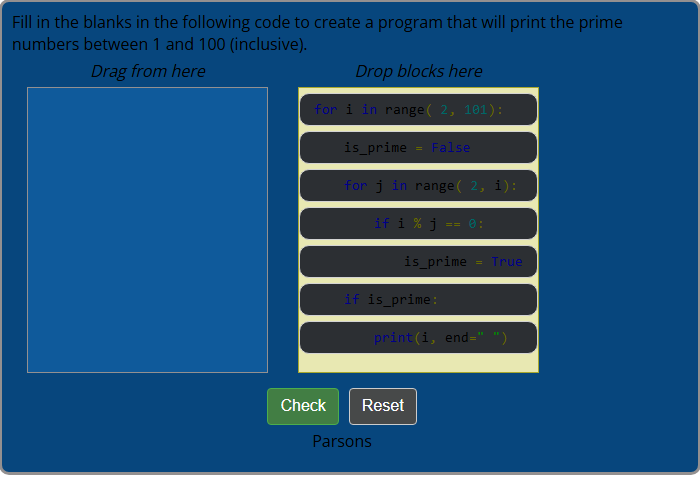 Fill in the blanks in the following code to create a program that will print the prime
numbers between 1 and 100 (inclusive).
Drag from here
Drop blocks here
for i in range( 2, 101):
is_prime = False
for j in range( 2, i):
if i % j == 0:
is_prime = True
if is_prime:
print(i, end=" ")
Check
Reset
Parsons